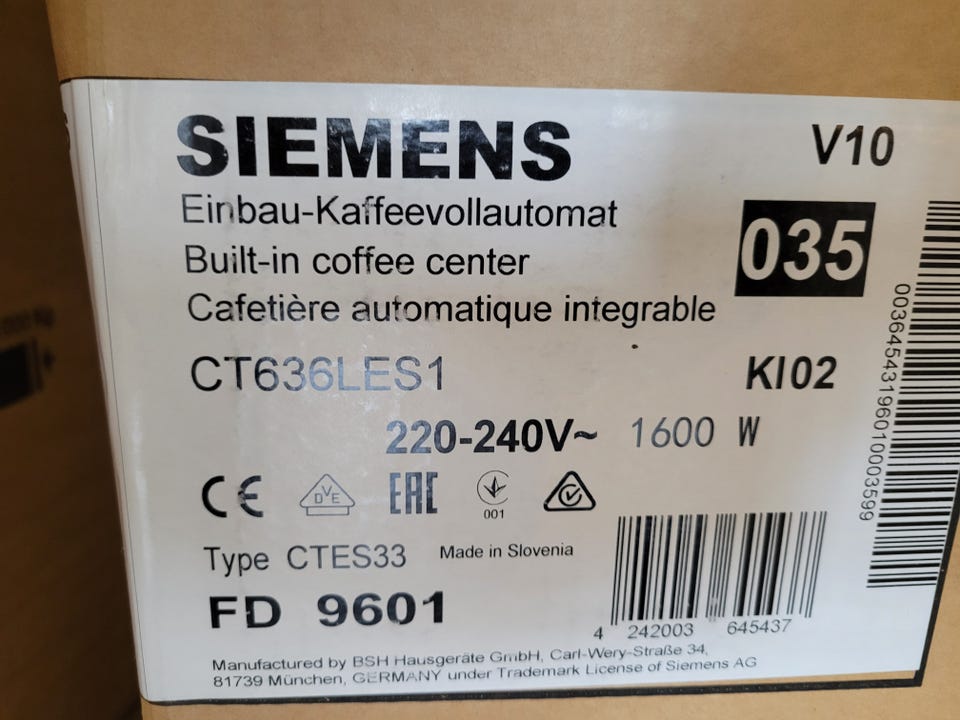 SIEMENS
V10
Einbau-Kaffeevollautomat
Built-in coffee center
035
Cafetière automatique integrable
CT636LES1
KI02
220-240V~ 1600 W
CE
DVE
EAC
001
Type CTES33
Made in Slovenia
FD 9601
4 242003 645437
Manufactured by BSH Hausgeräte GmbH, Carl-Wery-Straße 34,
81739 München, GERMANY under Trademark License of Siemens AG
00364543196010003599